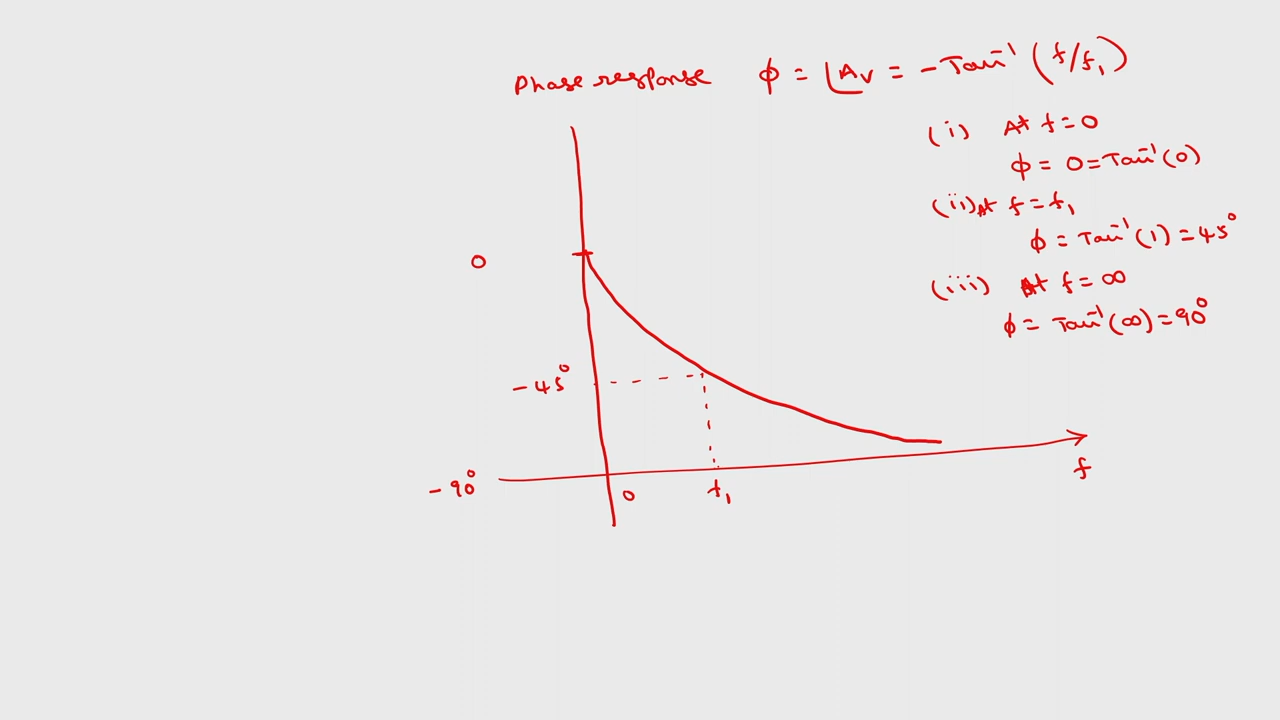 Phase response φ = ∠Av = -Tan⁻¹ (f/f₁)
(i) At f=0
φ = 0 = Tan⁻¹(0)
(ii) At f=f₁
φ = Tan⁻¹(1) = 45°
(iii) At f=∞
φ = Tan⁻¹(∞) = 90°
0
-45°
-90°
0
f₁
f